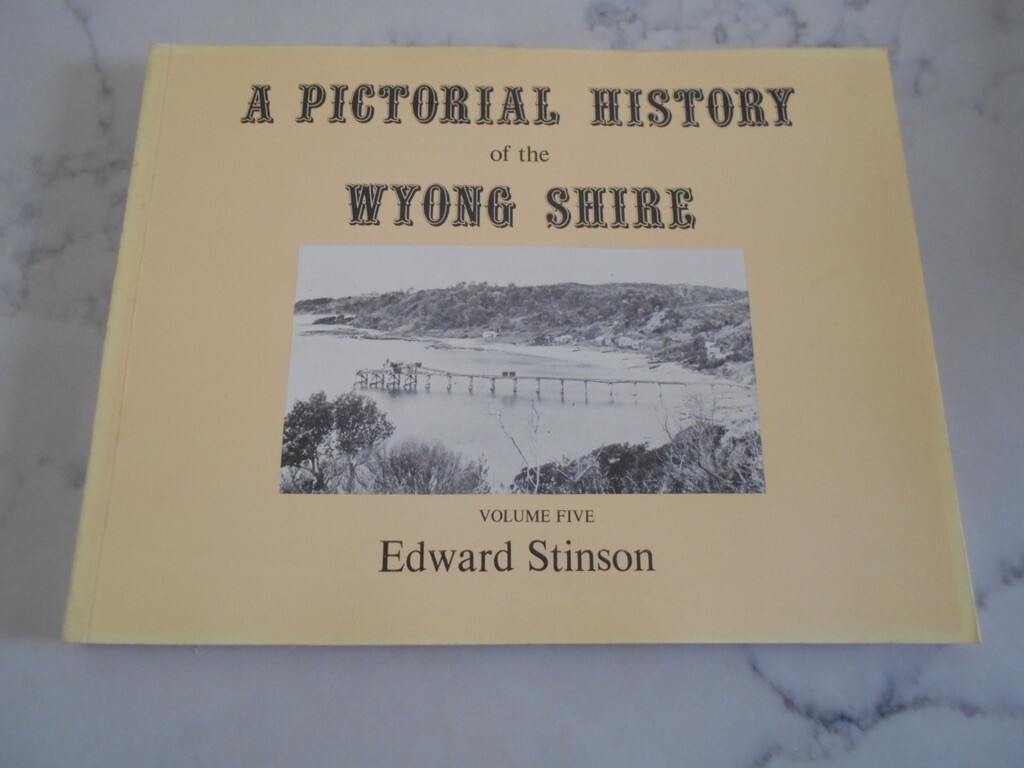 A PICTORIAL HISTORY
of the
WYONG SHIRE
VOLUME FIVE
Edward Stinson